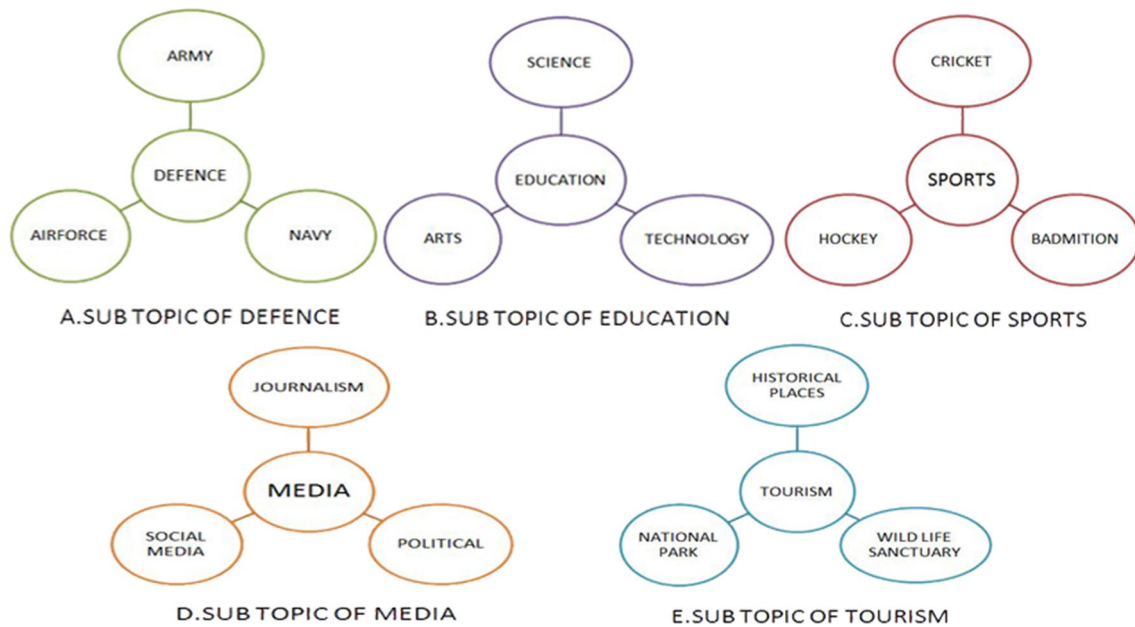 ARMY
DEFENCE
AIRFORCE
NAVY
A.SUB TOPIC OF DEFENCE
SCIENCE
EDUCATION
ARTS
TECHNOLOGY
B.SUB TOPIC OF EDUCATION
CRICKET
SPORTS
HOCKEY
BADMITION
C.SUB TOPIC OF SPORTS
JOURNALISM
MEDIA
SOCIAL
MEDIA
POLITICAL
D.SUB TOPIC OF MEDIA
HISTORICAL
PLACES
TOURISM
NATIONAL
PARK
WILD LIFE
SANCTUARY
E.SUB TOPIC OF TOURISM